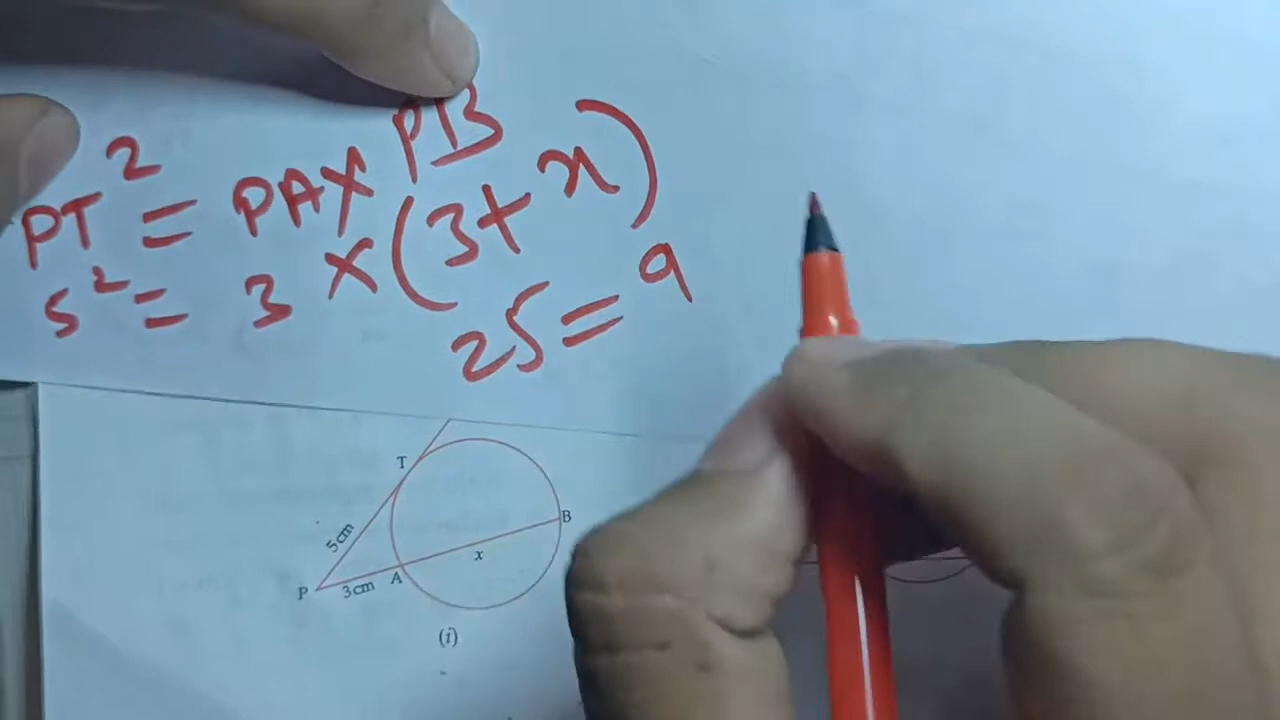 PT² = PA × PB
5² = 3 × (3 + x)
25 = 9
T
5cm
B
x
A
P
3cm
(i)